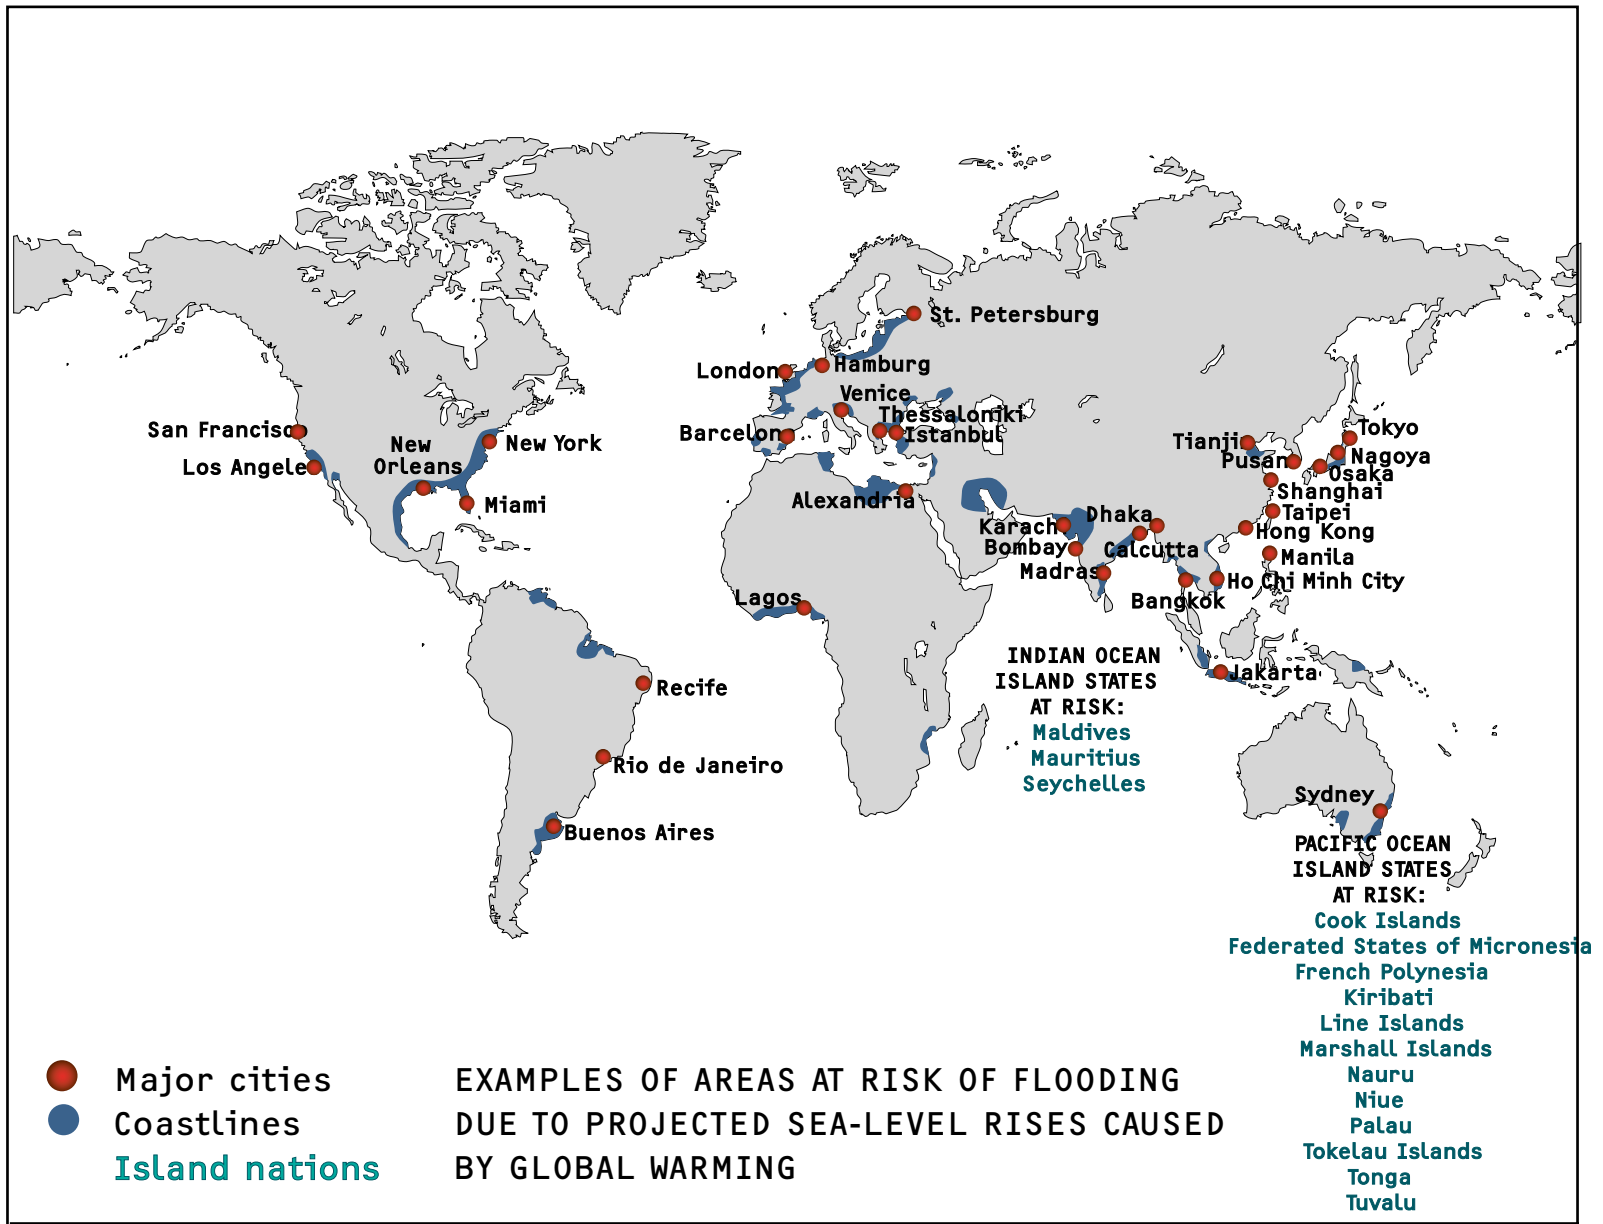 St. Petersburg
London
Hamburg
Venice
Thessaloniki
Barcelon
Istanbul
San Francisc
Los Angele
New
Orleans
New York
Miami
Alexandria
Lagos
Karach
Bombay
Madras
Dhaka
Calcutta
Bangkok
Tianji
Pusan
Tokyo
Nagoya
Osaka
Shanghai
Taipei
Hong Kong
Manila
Ho Chi Minh City
Jakarta
Recife
Rio de Janeiro
Buenos Aires
Sydney
INDIAN OCEAN
ISLAND STATES
AT RISK:
Maldives
Mauritius
Seychelles
PACIFIC OCEAN
ISLAND STATES
AT RISK:
Cook Islands
Federated States of Micronesia
French Polynesia
Kiribati
Line Islands
Marshall Islands
Nauru
Niue
Palau
Tokelau Islands
Tonga
Tuvalu
Major cities
Coastlines
Island nations
EXAMPLES OF AREAS AT RISK OF FLOODING
DUE TO PROJECTED SEA-LEVEL RISES CAUSED
BY GLOBAL WARMING